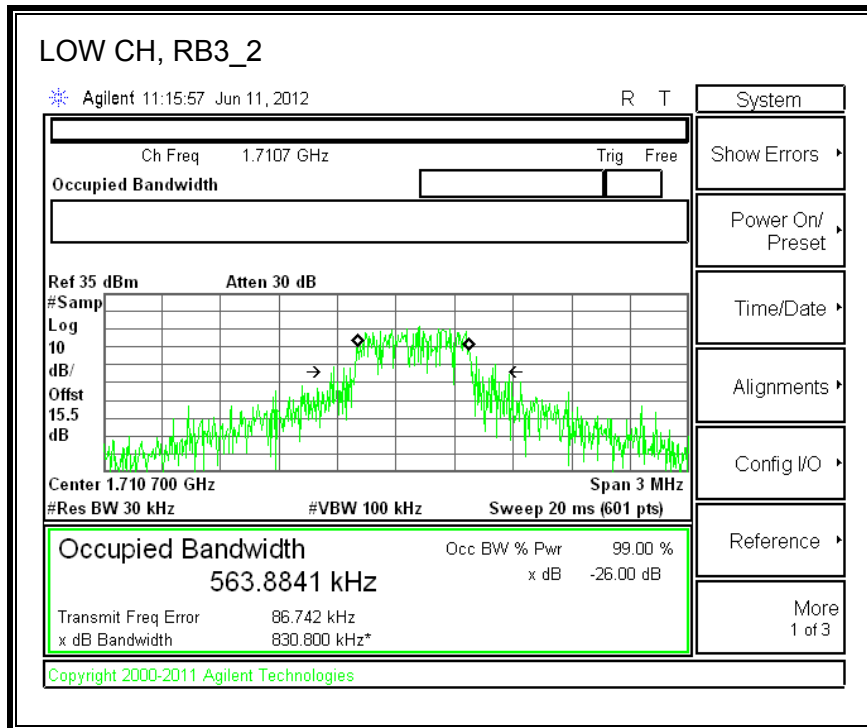 LOW CH, RB3_2
Agilent 11:15:57 Jun 11, 2012 R T
System
Ch Freq 1.7107 GHz Trig Free
Occupied Bandwidth
Show Errors
Power On/
Preset
Time/Date
Alignments
Config I/O
Reference
More
1 of 3
Ref 35 dBm Atten 30 dB
#Samp
Log
10
dB/
Offst
15.5
dB
Center 1.710 700 GHz Span 3 MHz
#Res BW 30 kHz #VBW 100 kHz Sweep 20 ms (601 pts)
Occupied Bandwidth Occ BW % Pwr 99.00 %
563.8841 kHz x dB -26.00 dB
Transmit Freq Error 86.742 kHz
x dB Bandwidth 830.800 kHz*
Copyright 2000-2011 Agilent Technologies